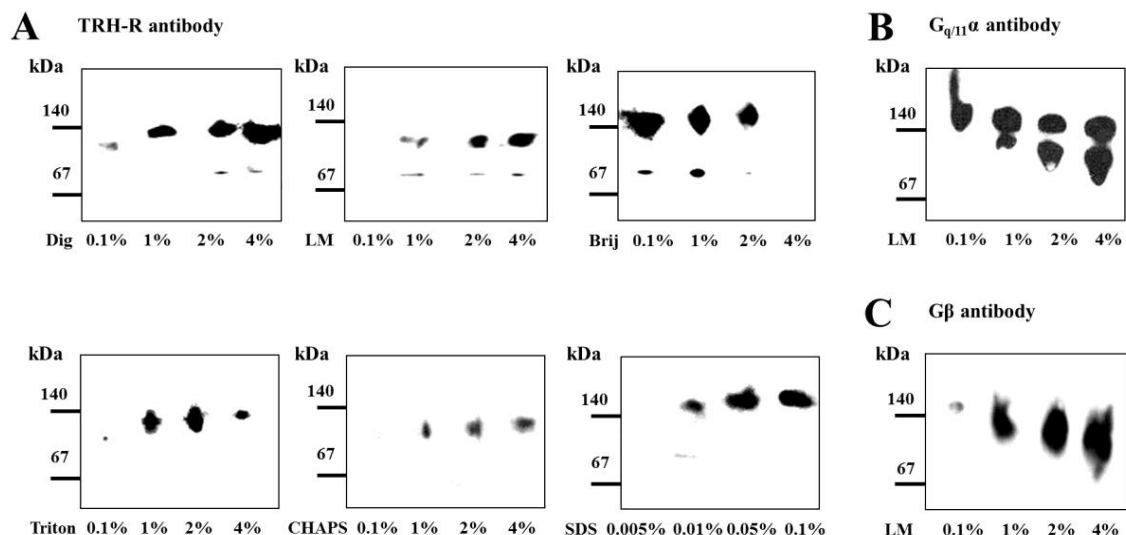 A TRH-R antibody
B Gq/11α antibody
kDa
140
67
Dig 0.1% 1% 2% 4%
kDa
140
67
LM 0.1% 1% 2% 4%
kDa
140
67
Brij 0.1% 1% 2% 4%
kDa
140
67
LM 0.1% 1% 2% 4%
C Gβ antibody
kDa
140
67
Triton 0.1% 1% 2% 4%
kDa
140
67
CHAPS 0.1% 1% 2% 4%
kDa
140
67
SDS 0.005% 0.01% 0.05% 0.1%
kDa
140
67
LM 0.1% 1% 2% 4%